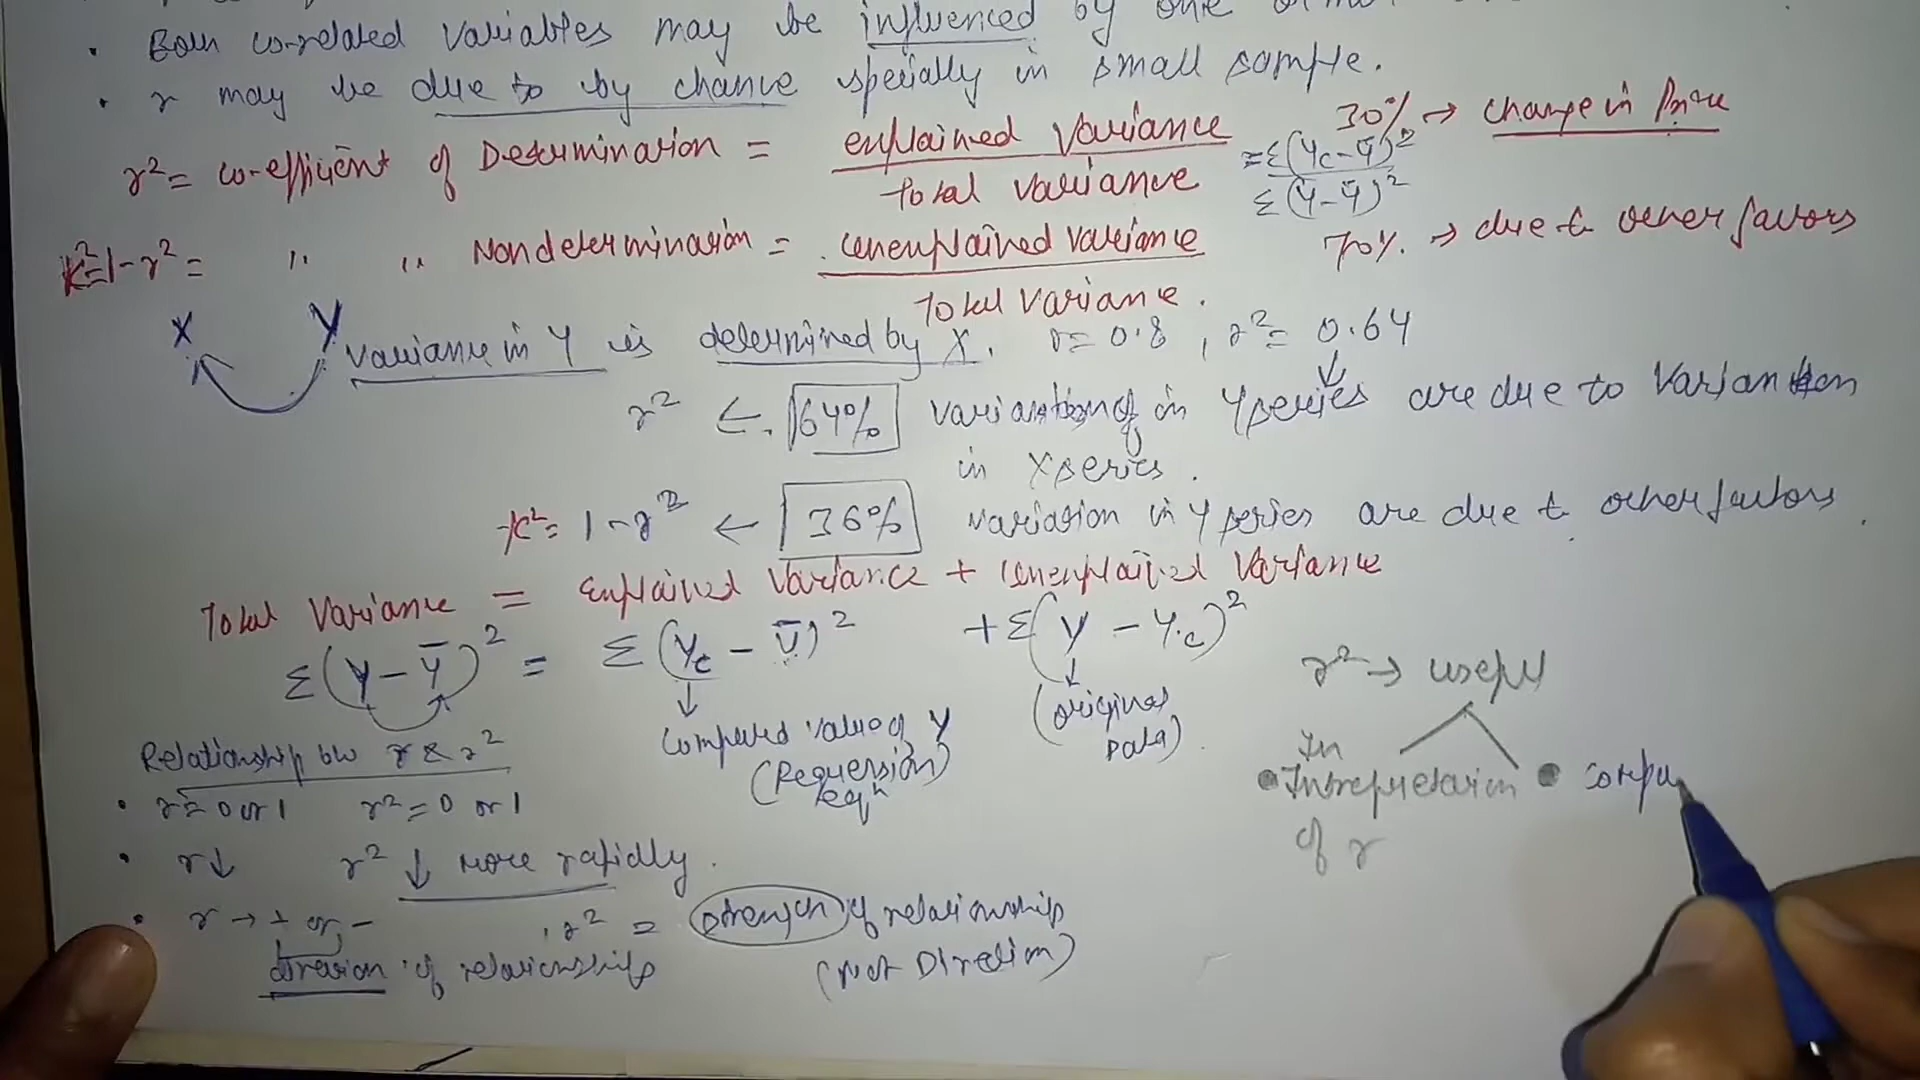 • Both co-related variables may be influenced by one or
• r may be due to by chance specially in small sample.
r² = co-efficient of Determination = explained variance / Total variance = Σ(Yc-Ȳ)² / Σ(Y-Ȳ)²
30% → change in Price
K²=1-r² = " " Nondetermination = unexplained variance / Total variance.
70% → due to other factors
X Y
variance in Y is determined by X. r = 0.8, r² = 0.64
r² ← 64% variation in Y series are due to variation
in X series.
K² = 1-r² ← 36% variation in Y series are due to other factors.
Total variance = explained variance + unexplained variance
Σ(Y-Ȳ)² = Σ(Yc-Ȳ)² + Σ(Y-Yc)²
computed value of Y
(Regression eqⁿ)
(original Data)
r² → useful
In
• Intrepretation
of r
• compu
Relationship b/w r & r²
• r = 0 or 1 r² = 0 or 1
• r↓ r² ↓ more rapidly.
• r → + or - , r² = strength of relationship
direction of relationship (not Direction)